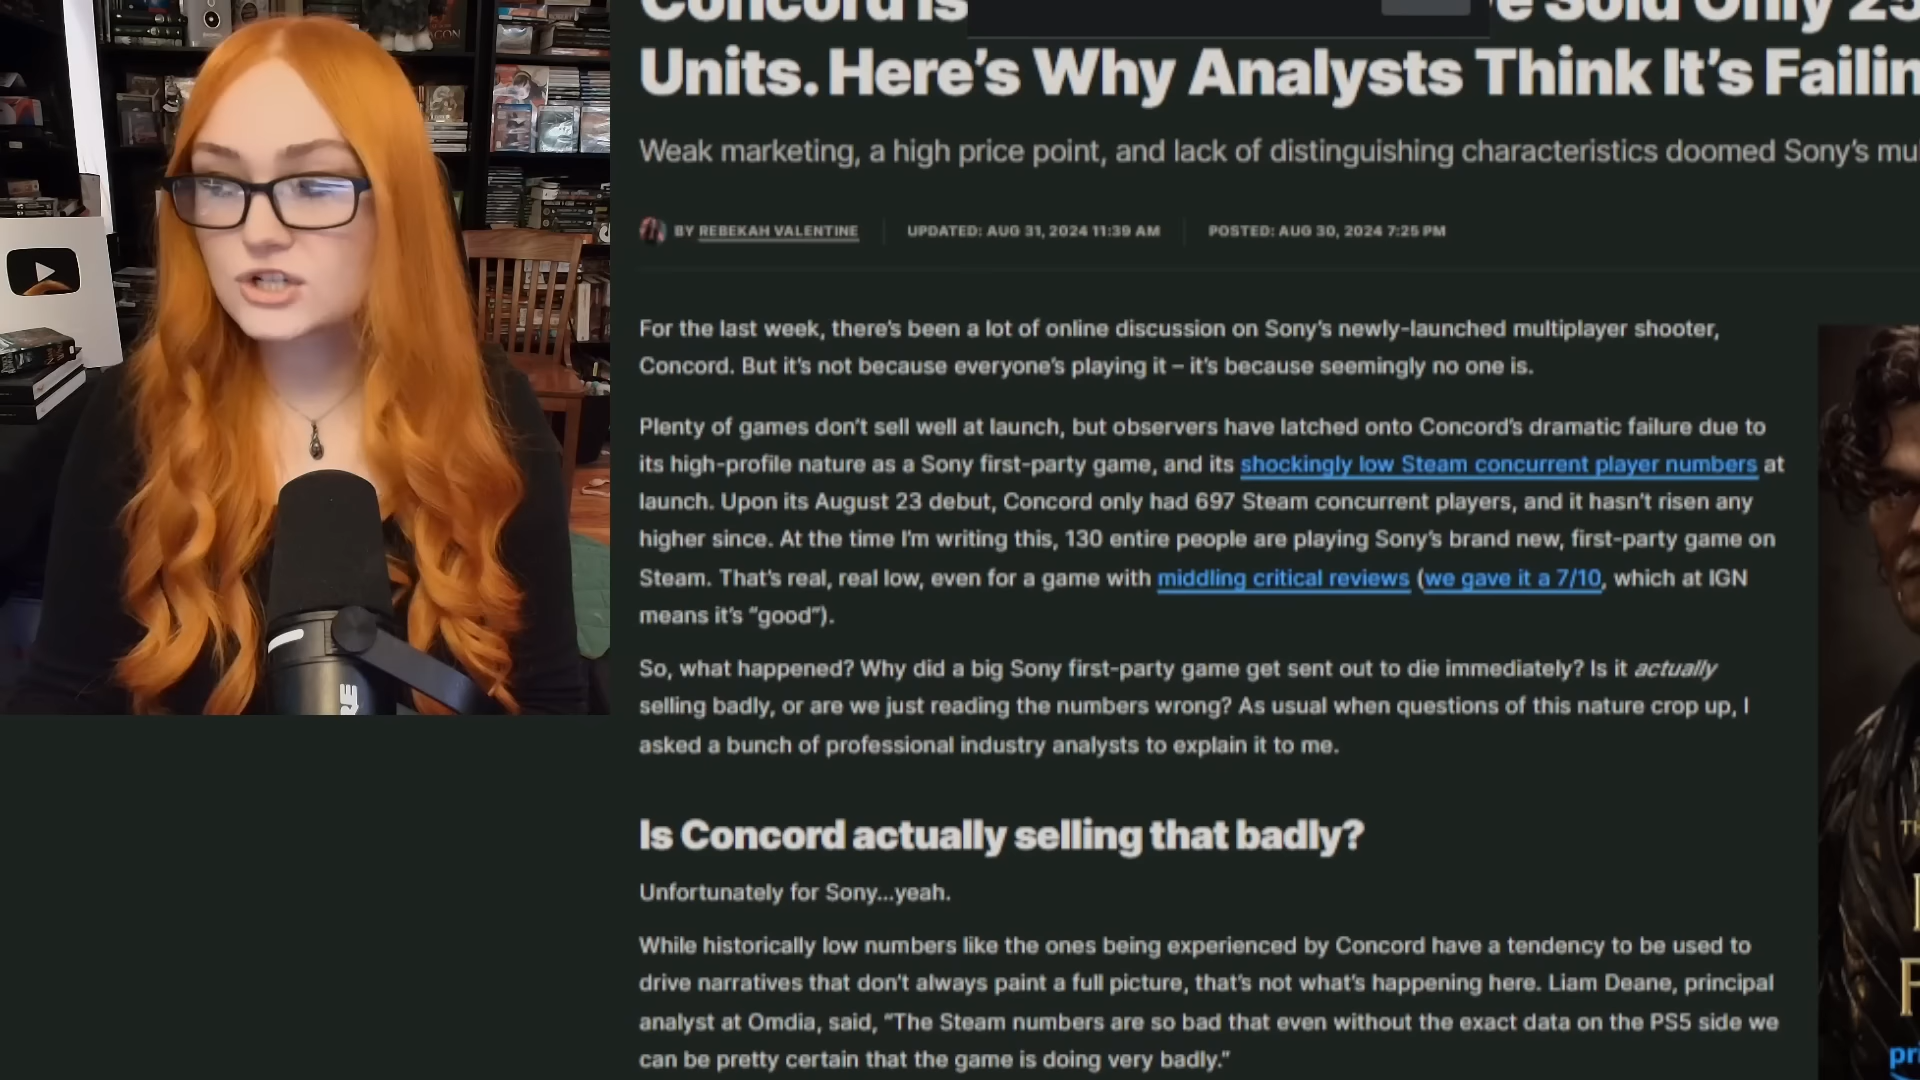 Concord is
e Sold Only 25
Units. Here's Why Analysts Think It's Failin
Weak marketing, a high price point, and lack of distinguishing characteristics doomed Sony's mul
BY REBEKAH VALENTINE
UPDATED: AUG 31, 2024 11:39 AM
POSTED: AUG 30, 2024 7:25 PM
For the last week, there's been a lot of online discussion on Sony's newly-launched multiplayer shooter,
Concord. But it's not because everyone's playing it – it's because seemingly no one is.
Plenty of games don't sell well at launch, but observers have latched onto Concord's dramatic failure due to
its high-profile nature as a Sony first-party game, and its shockingly low Steam concurrent player numbers at
launch. Upon its August 23 debut, Concord only had 697 Steam concurrent players, and it hasn't risen any
higher since. At the time I'm writing this, 130 entire people are playing Sony's brand new, first-party game on
Steam. That's real, real low, even for a game with middling critical reviews (we gave it a 7/10, which at IGN
means it's "good").
So, what happened? Why did a big Sony first-party game get sent out to die immediately? Is it actually
selling badly, or are we just reading the numbers wrong? As usual when questions of this nature crop up, I
asked a bunch of professional industry analysts to explain it to me.
Is Concord actually selling that badly?
Unfortunately for Sony...yeah.
While historically low numbers like the ones being experienced by Concord have a tendency to be used to
drive narratives that don't always paint a full picture, that's not what's happening here. Liam Deane, principal
analyst at Omdia, said, "The Steam numbers are so bad that even without the exact data on the PS5 side we
can be pretty certain that the game is doing very badly."
TH
F
pri